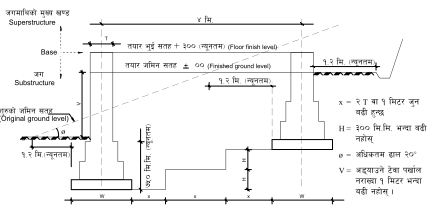 जगमाथिको मुख्य खण्ड
Superstructure
४ मि.
T
तयार भुई सतह + ३०० (न्यूनतम) (Floor finish level)
Base
१.२ मि.(न्यूनतम)
तयार जमिन सतह ± ०० (Finished ground level)
जग
Substructure
१.२ मि.(न्यूनतम)
V
जमिन सतह
(Original ground level)
ø
x = २ T वा १ मिटर जुन
बढी हुन्छ
H = ३०० मि.मि. भन्दा बढी
नहोस्
ø = अधिकतम ढाल २०°
V = अड्याउने टेवा पर्खाल
नराख्ने १ मिटर भन्दा
बढी नहोस् ।
१.२ मि.(न्यूनतम)
मि.मि. (न्यूनतम)
H
H
W
x
x
x
W